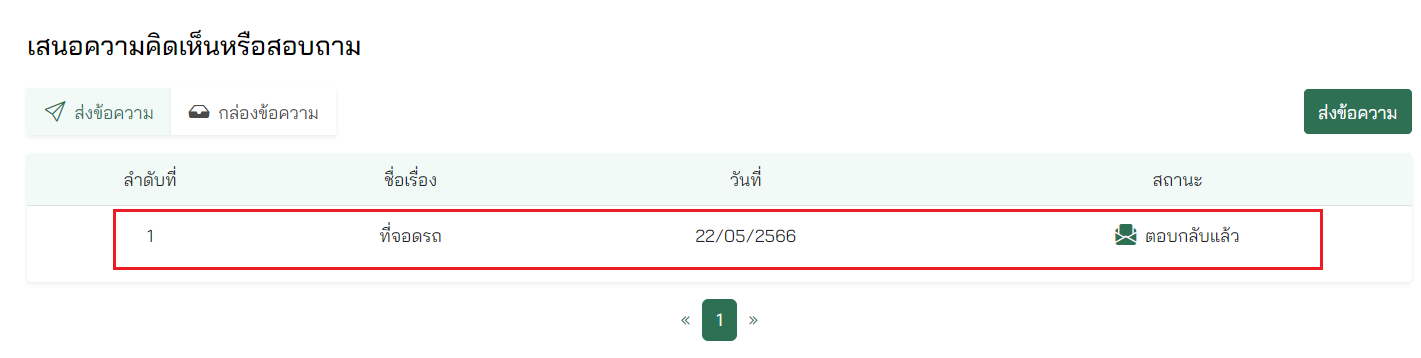 เสนอความคิดเห็นหรือสอบถาม
ส่งข้อความ กล่องข้อความ ส่งข้อความ
ลำดับที่ ชื่อเรื่อง วันที่ สถานะ
1 ที่จอดรถ 22/05/2566 ตอบกลับแล้ว
« 1 »